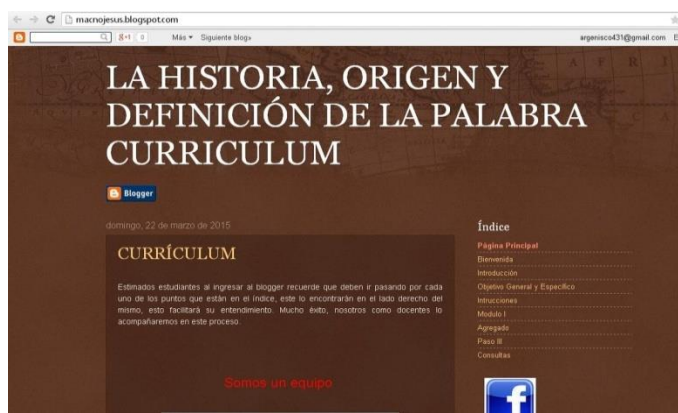 macnojesus.blogspot.com
g+1 0 Más Siguiente blog» argenisco431@gmail.com E
LA HISTORIA, ORIGEN Y
DEFINICIÓN DE LA PALABRA
CURRICULUM
Blogger
domingo, 22 de marzo de 2015
CURRÍCULUM
Estimados estudiantes al ingresar al blogger recuerde que deben ir pasando por cada
uno de los puntos que están en el índice, este lo encontrarán en el lado derecho del
mismo, esto facilitará su entendimiento. Mucho éxito, nosotros como docentes lo
acompañaremos en este proceso.
Somos un equipo
Índice
Página Principal
Bienvenida
Introducción
Objetivo General y Específico
Intrucciones
Modulo I
Agregado
Paso III
Consultas